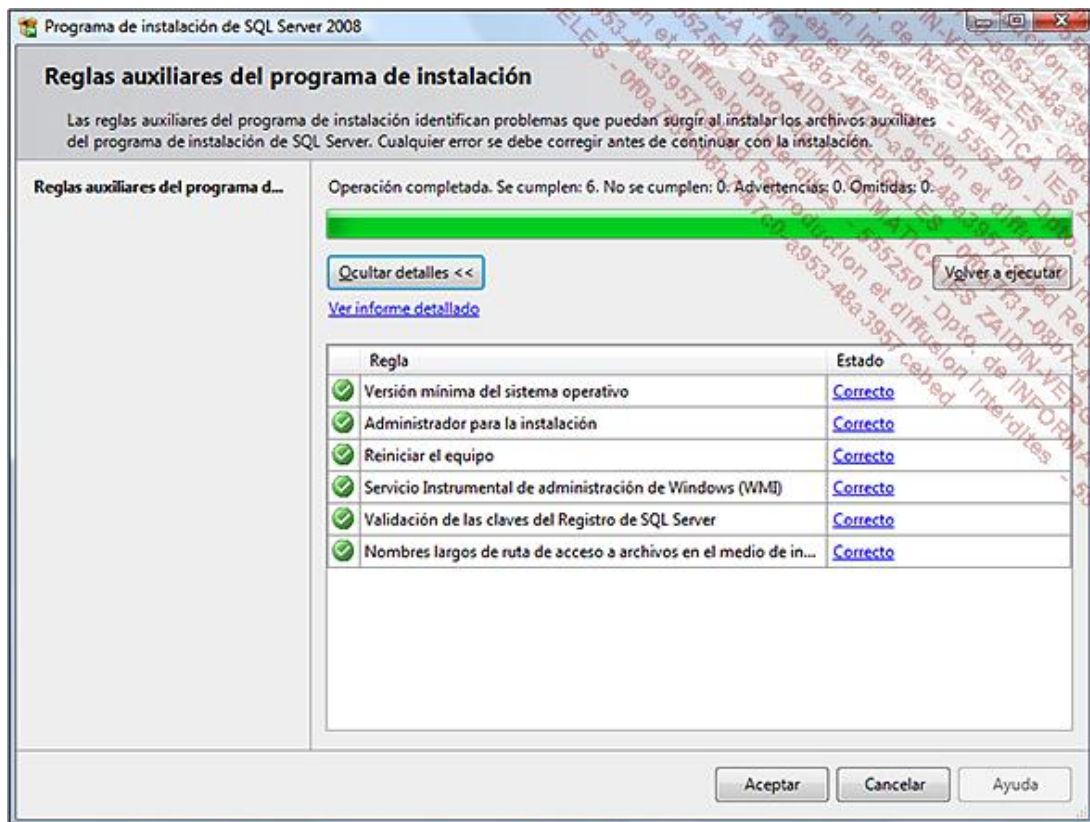 Programa de instalación de SQL Server 2008
Reglas auxiliares del programa de instalación
Las reglas auxiliares del programa de instalación identifican problemas que puedan surgir al instalar los archivos auxiliares
del programa de instalación de SQL Server. Cualquier error se debe corregir antes de continuar con la instalación.
Reglas auxiliares del programa d...
Operación completada. Se cumplen: 6. No se cumplen: 0. Advertencias: 0. Omitidas: 0.
Ocultar detalles <<
Volver a ejecutar
Ver informe detallado
Regla Estado
Versión mínima del sistema operativo Correcto
Administrador para la instalación Correcto
Reiniciar el equipo Correcto
Servicio Instrumental de administración de Windows (WMI) Correcto
Validación de las claves del Registro de SQL Server Correcto
Nombres largos de ruta de acceso a archivos en el medio de in... Correcto
Aceptar Cancelar Ayuda